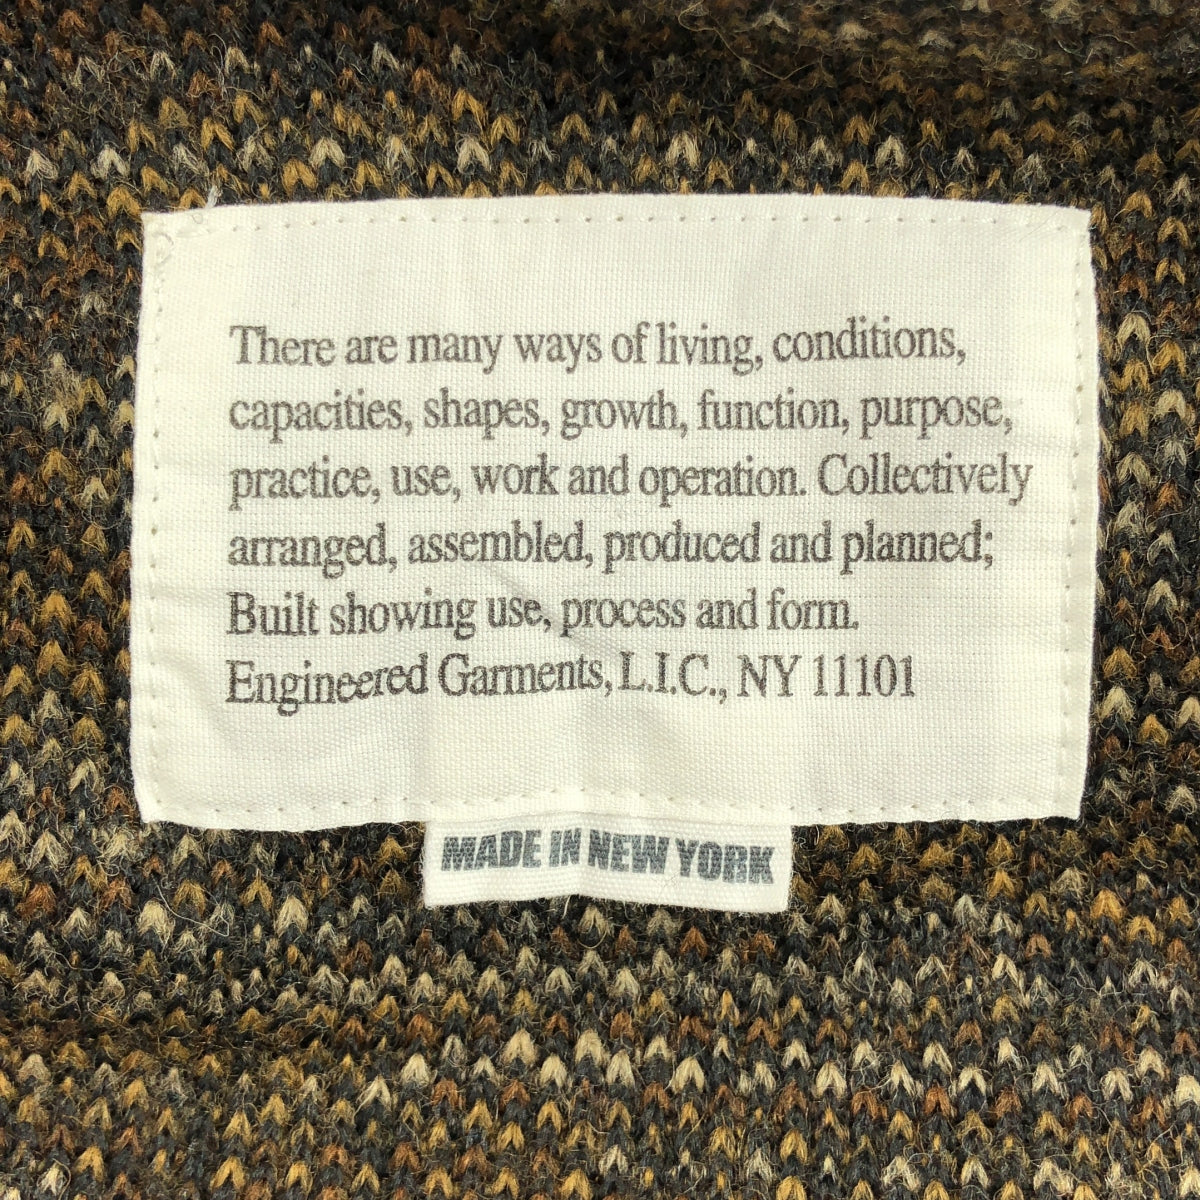 There are many ways of living, conditions,
capacities, shapes, growth, function, purpose,
practice, use, work and operation. Collectively
arranged, assembled, produced and planned;
Built showing use, process and form.
Engineered Garments, L.I.C., NY 11101
MADE IN NEW YORK